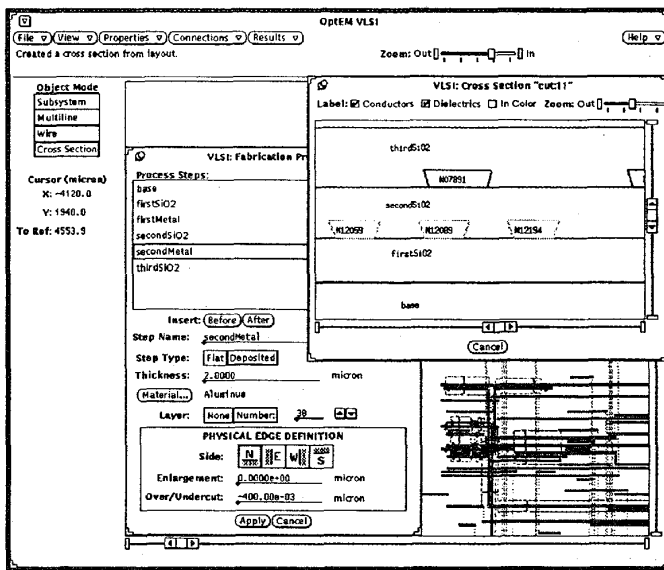 OptEM VLSI
File View Properties Connections Results Help
Created a cross section from layout. Zoom: Out In
Object Mode
Subsystem
Multiline
Wire
Cross Section
Cursor (micron)
X: -4120.0
Y: 1940.0
To Ref: 4553.9
VLSI: Cross Section "cut:11"
Label: Conductors Dielectrics In Color Zoom: Out
thirdSiO2
N07891
secondSiO2
N12059 N12089 N12194
firstSiO2
base
Cancel
VLSI: Fabrication Pr
Process Steps:
base
firstSiO2
firstMetal
secondSiO2
secondMetal
thirdSiO2
Insert: Before After
Step Name: secondMetal
Step Type: Flat Deposited
Thickness: 2.0000 micron
Material... Aluminum
Layer: None Number: 38
PHYSICAL EDGE DEFINITION
Side: N E W S
Enlargement: 0.0000e+00 micron
Over/Undercut: -400.00e-03 micron
Apply Cancel